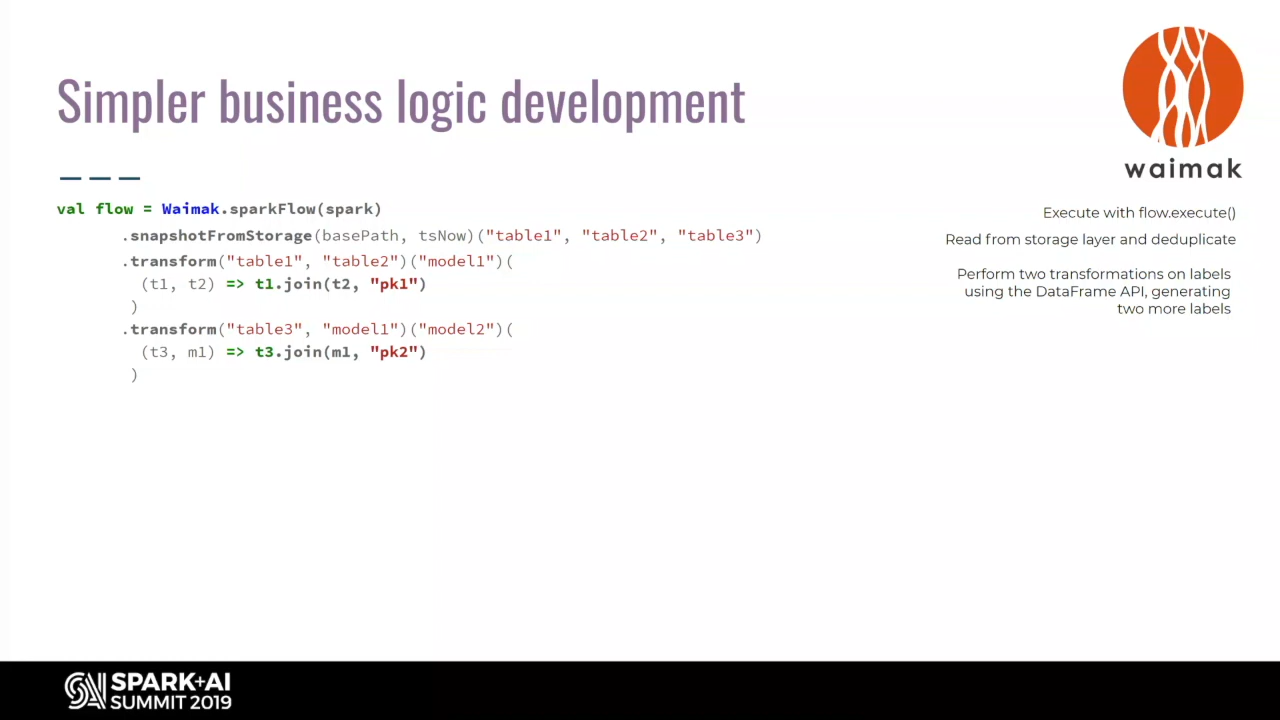 Simpler business logic development
waimak
val flow = Waimak.sparkFlow(spark)
Execute with flow.execute()
.snapshotFromStorage(basePath, tsNow)("table1", "table2", "table3")
Read from storage layer and deduplicate
.transform("table1", "table2")("model1")(
(t1, t2) => t1.join(t2, "pk1")
)
.transform("table3", "model1")("model2")(
(t3, m1) => t3.join(m1, "pk2")
)
Perform two transformations on labels
using the DataFrame API, generating
two more labels
SPARK+AI
SUMMIT 2019